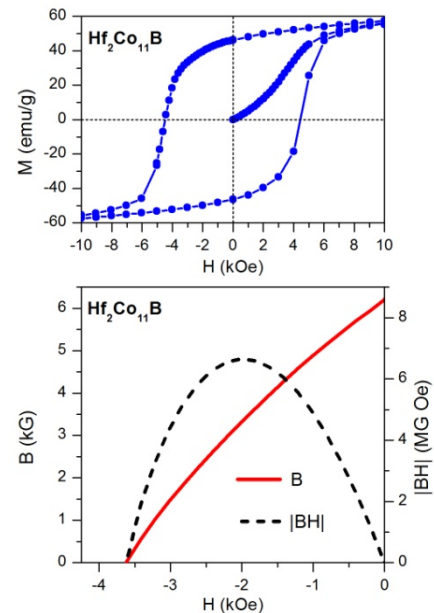 Hf₂Co₁₁B
M (emu/g)
60
40
20
0
-20
-40
-60
-10 -8 -6 -4 -2 0 2 4 6 8 10
H (kOe)
Hf₂Co₁₁B
B (kG)
6
5
4
3
2
1
0
|BH| (MG Oe)
8
6
4
2
0
B
|BH|
-4 -3 -2 -1 0
H (kOe)